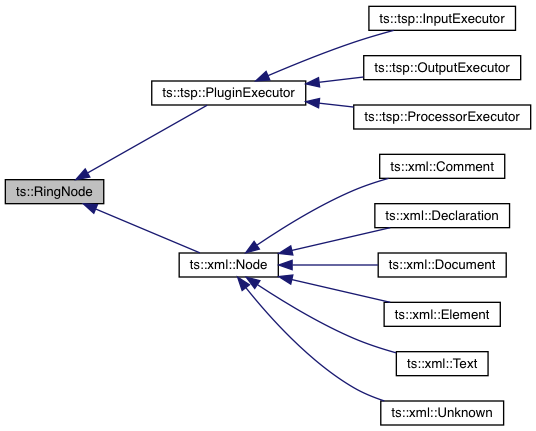 ts::tsp::InputExecutor
ts::tsp::OutputExecutor
ts::tsp::PluginExecutor
ts::tsp::ProcessorExecutor
ts::xml::Comment
ts::RingNode
ts::xml::Declaration
ts::xml::Node
ts::xml::Document
ts::xml::Element
ts::xml::Text
ts::xml::Unknown